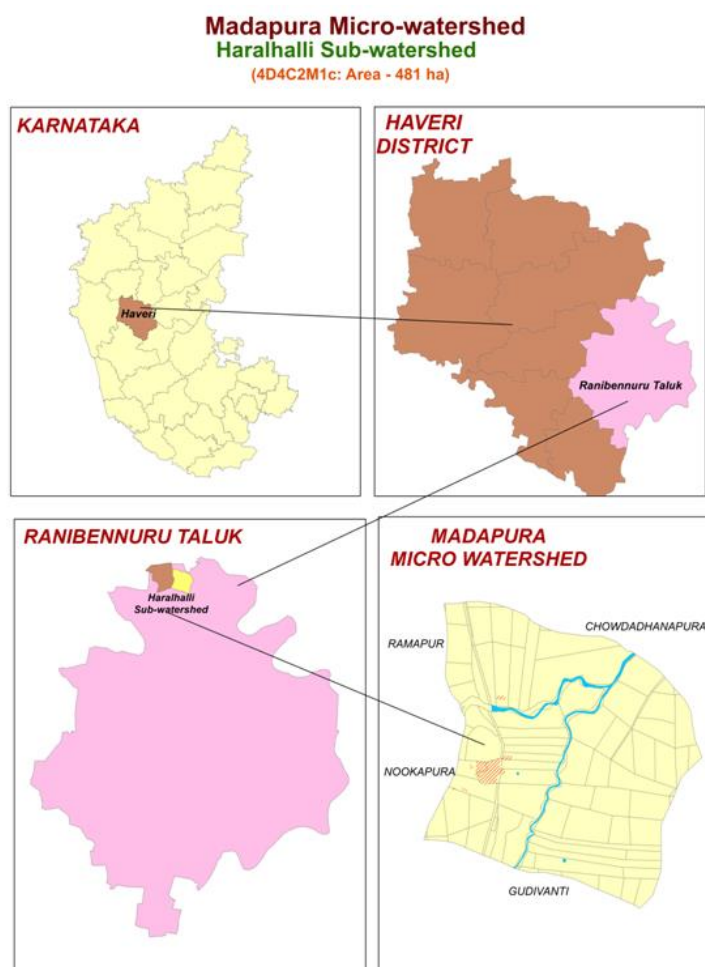 Madapura Micro-watershed
Haralhalli Sub-watershed
(4D4C2M1c: Area - 481 ha)
KARNATAKA
Haveri
HAVERI
DISTRICT
Ranibennuru Taluk
RANIBENNURU TALUK
Haralhalli
Sub-watershed
MADAPURA
MICRO WATERSHED
CHOWDADHANAPURA
RAMAPUR
NOOKAPURA
GUDIVANTI